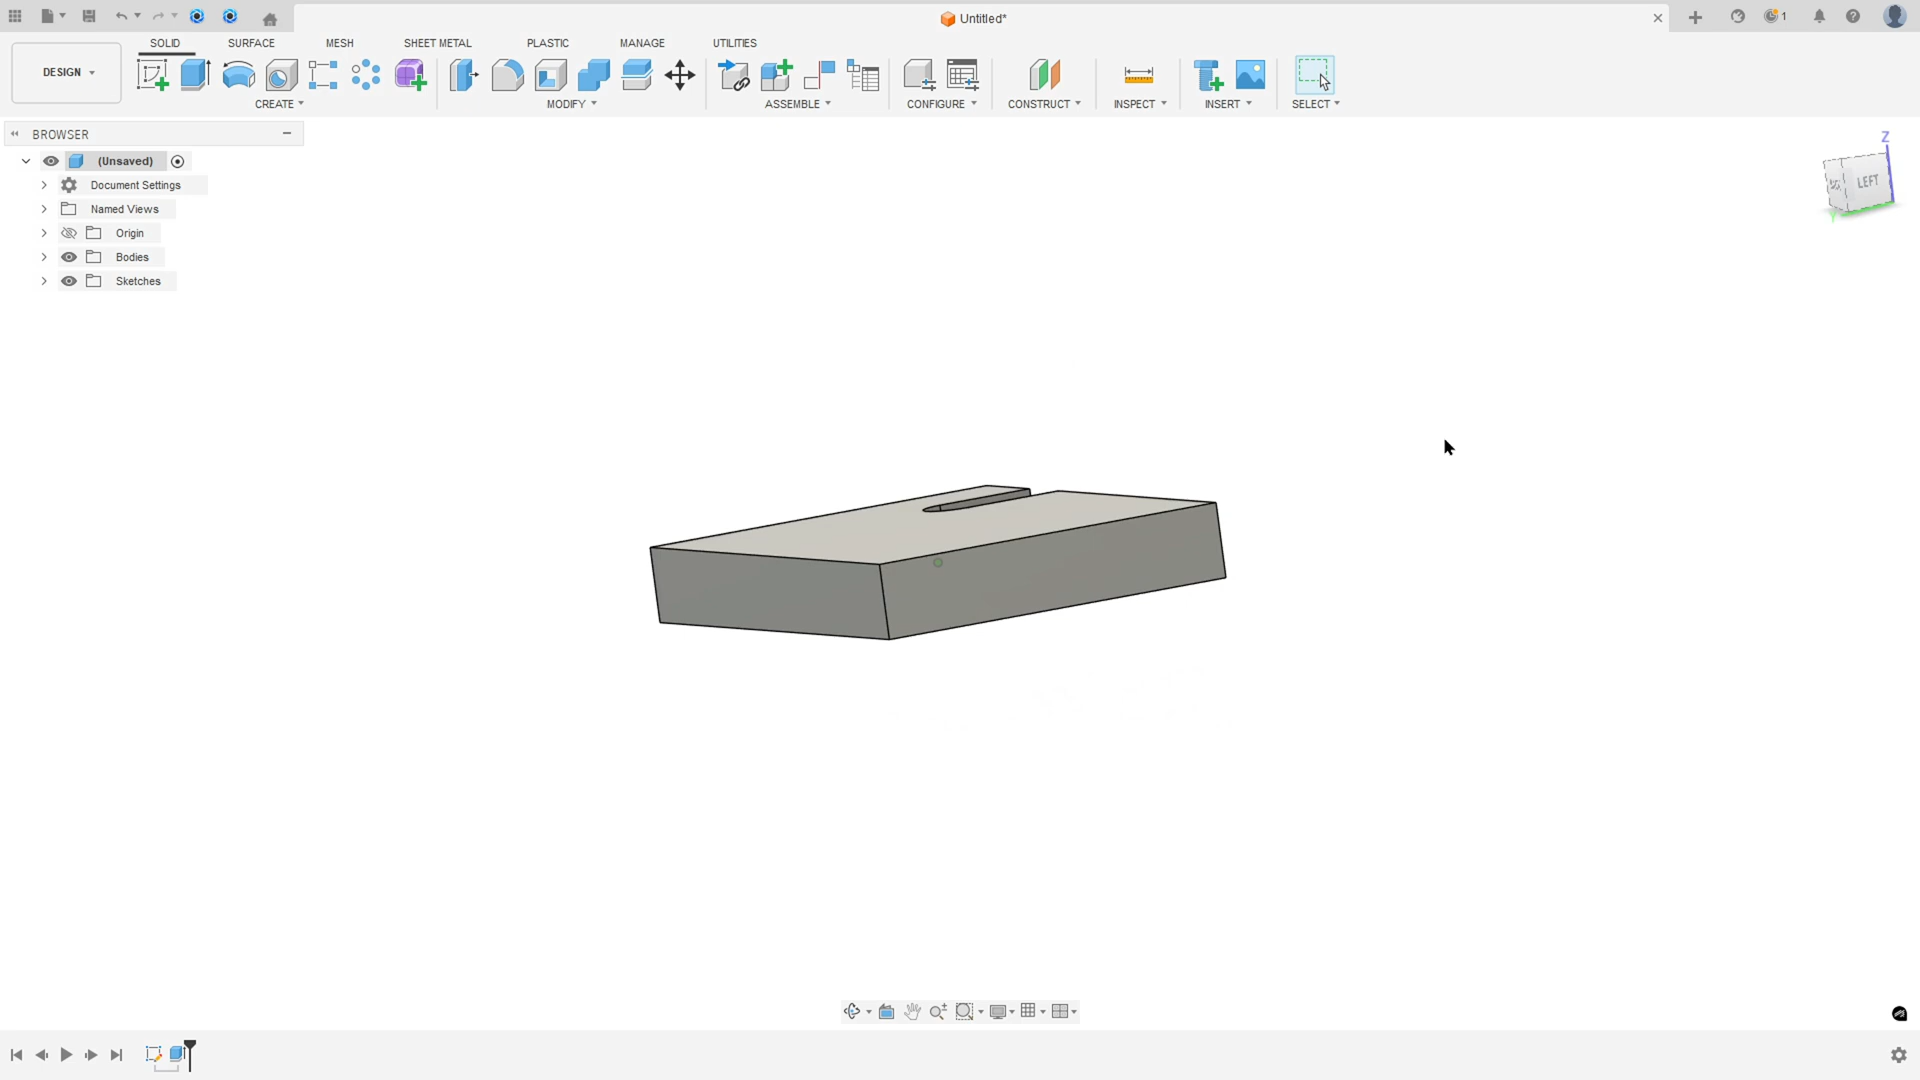 Untitled*
1
SOLID SURFACE MESH SHEET METAL PLASTIC MANAGE UTILITIES
DESIGN
CREATE MODIFY ASSEMBLE CONFIGURE CONSTRUCT INSPECT INSERT SELECT
BROWSER
(Unsaved)
Document Settings
Named Views
Origin
Bodies
Sketches
Z
LEFT
Y